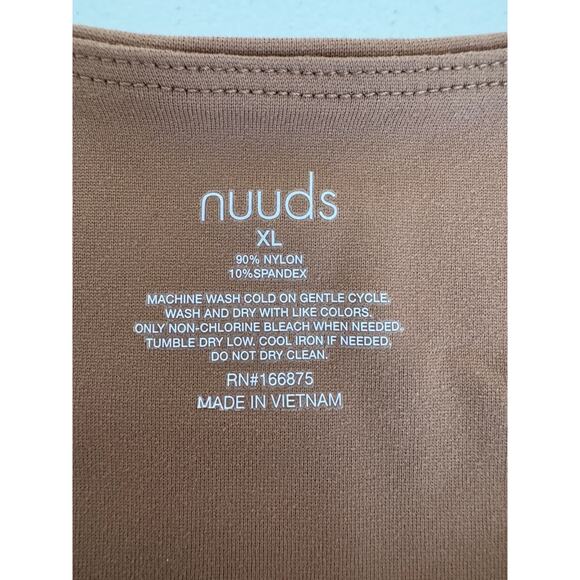 nuuds
XL
90% NYLON
10%SPANDEX
MACHINE WASH COLD ON GENTLE CYCLE,
WASH AND DRY WITH LIKE COLORS.
ONLY NON-CHLORINE BLEACH WHEN NEEDED,
TUMBLE DRY LOW. COOL IRON IF NEEDED,
DO NOT DRY CLEAN.
RN#166875
MADE IN VIETNAM